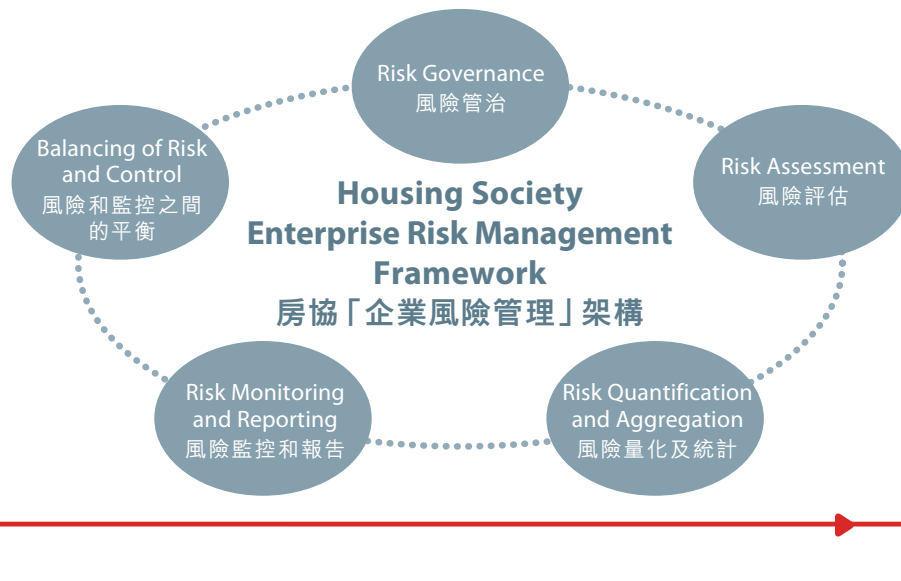 Risk Governance
風險管治
Balancing of Risk
and Control
風險和監控之間
的平衡
Risk Assessment
風險評估
Housing Society
Enterprise Risk Management
Framework
房協「企業風險管理」架構
Risk Monitoring
and Reporting
風險監控和報告
Risk Quantification
and Aggregation
風險量化及統計